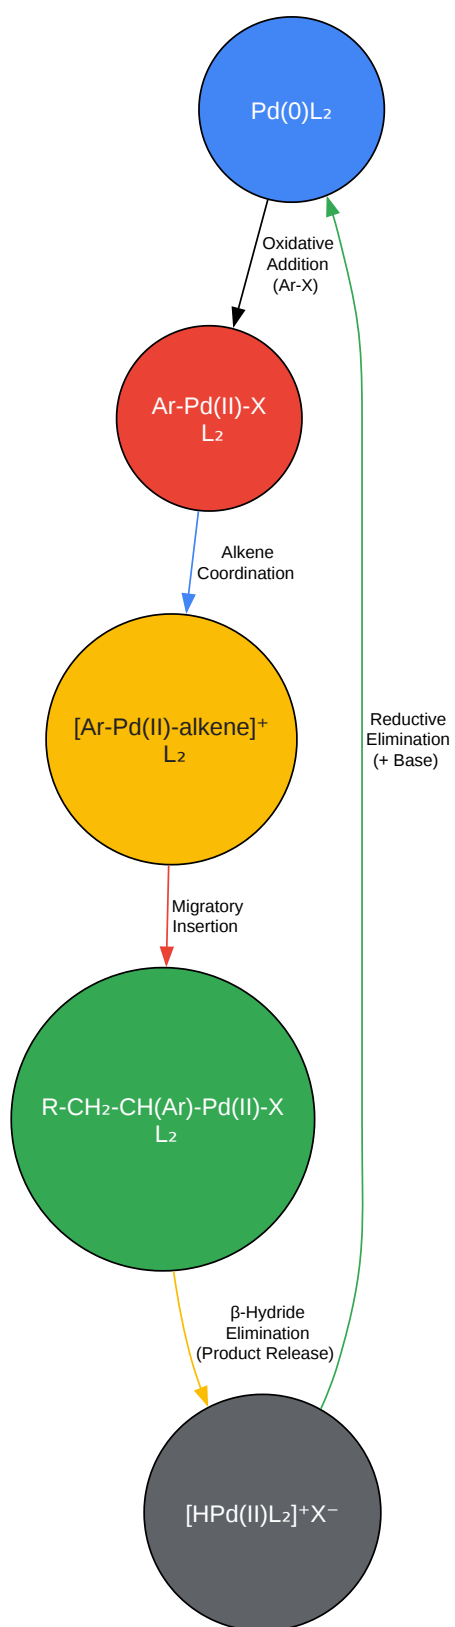 Pd(0)L₂
Oxidative
Addition
(Ar-X)
Ar-Pd(II)-X
L₂
Alkene
Coordination
[Ar-Pd(II)-alkene]⁺
L₂
Reductive
Elimination
(+ Base)
Migratory
Insertion
R-CH₂-CH(Ar)-Pd(II)-X
L₂
β-Hydride
Elimination
(Product Release)
[HPd(II)L₂]⁺X⁻